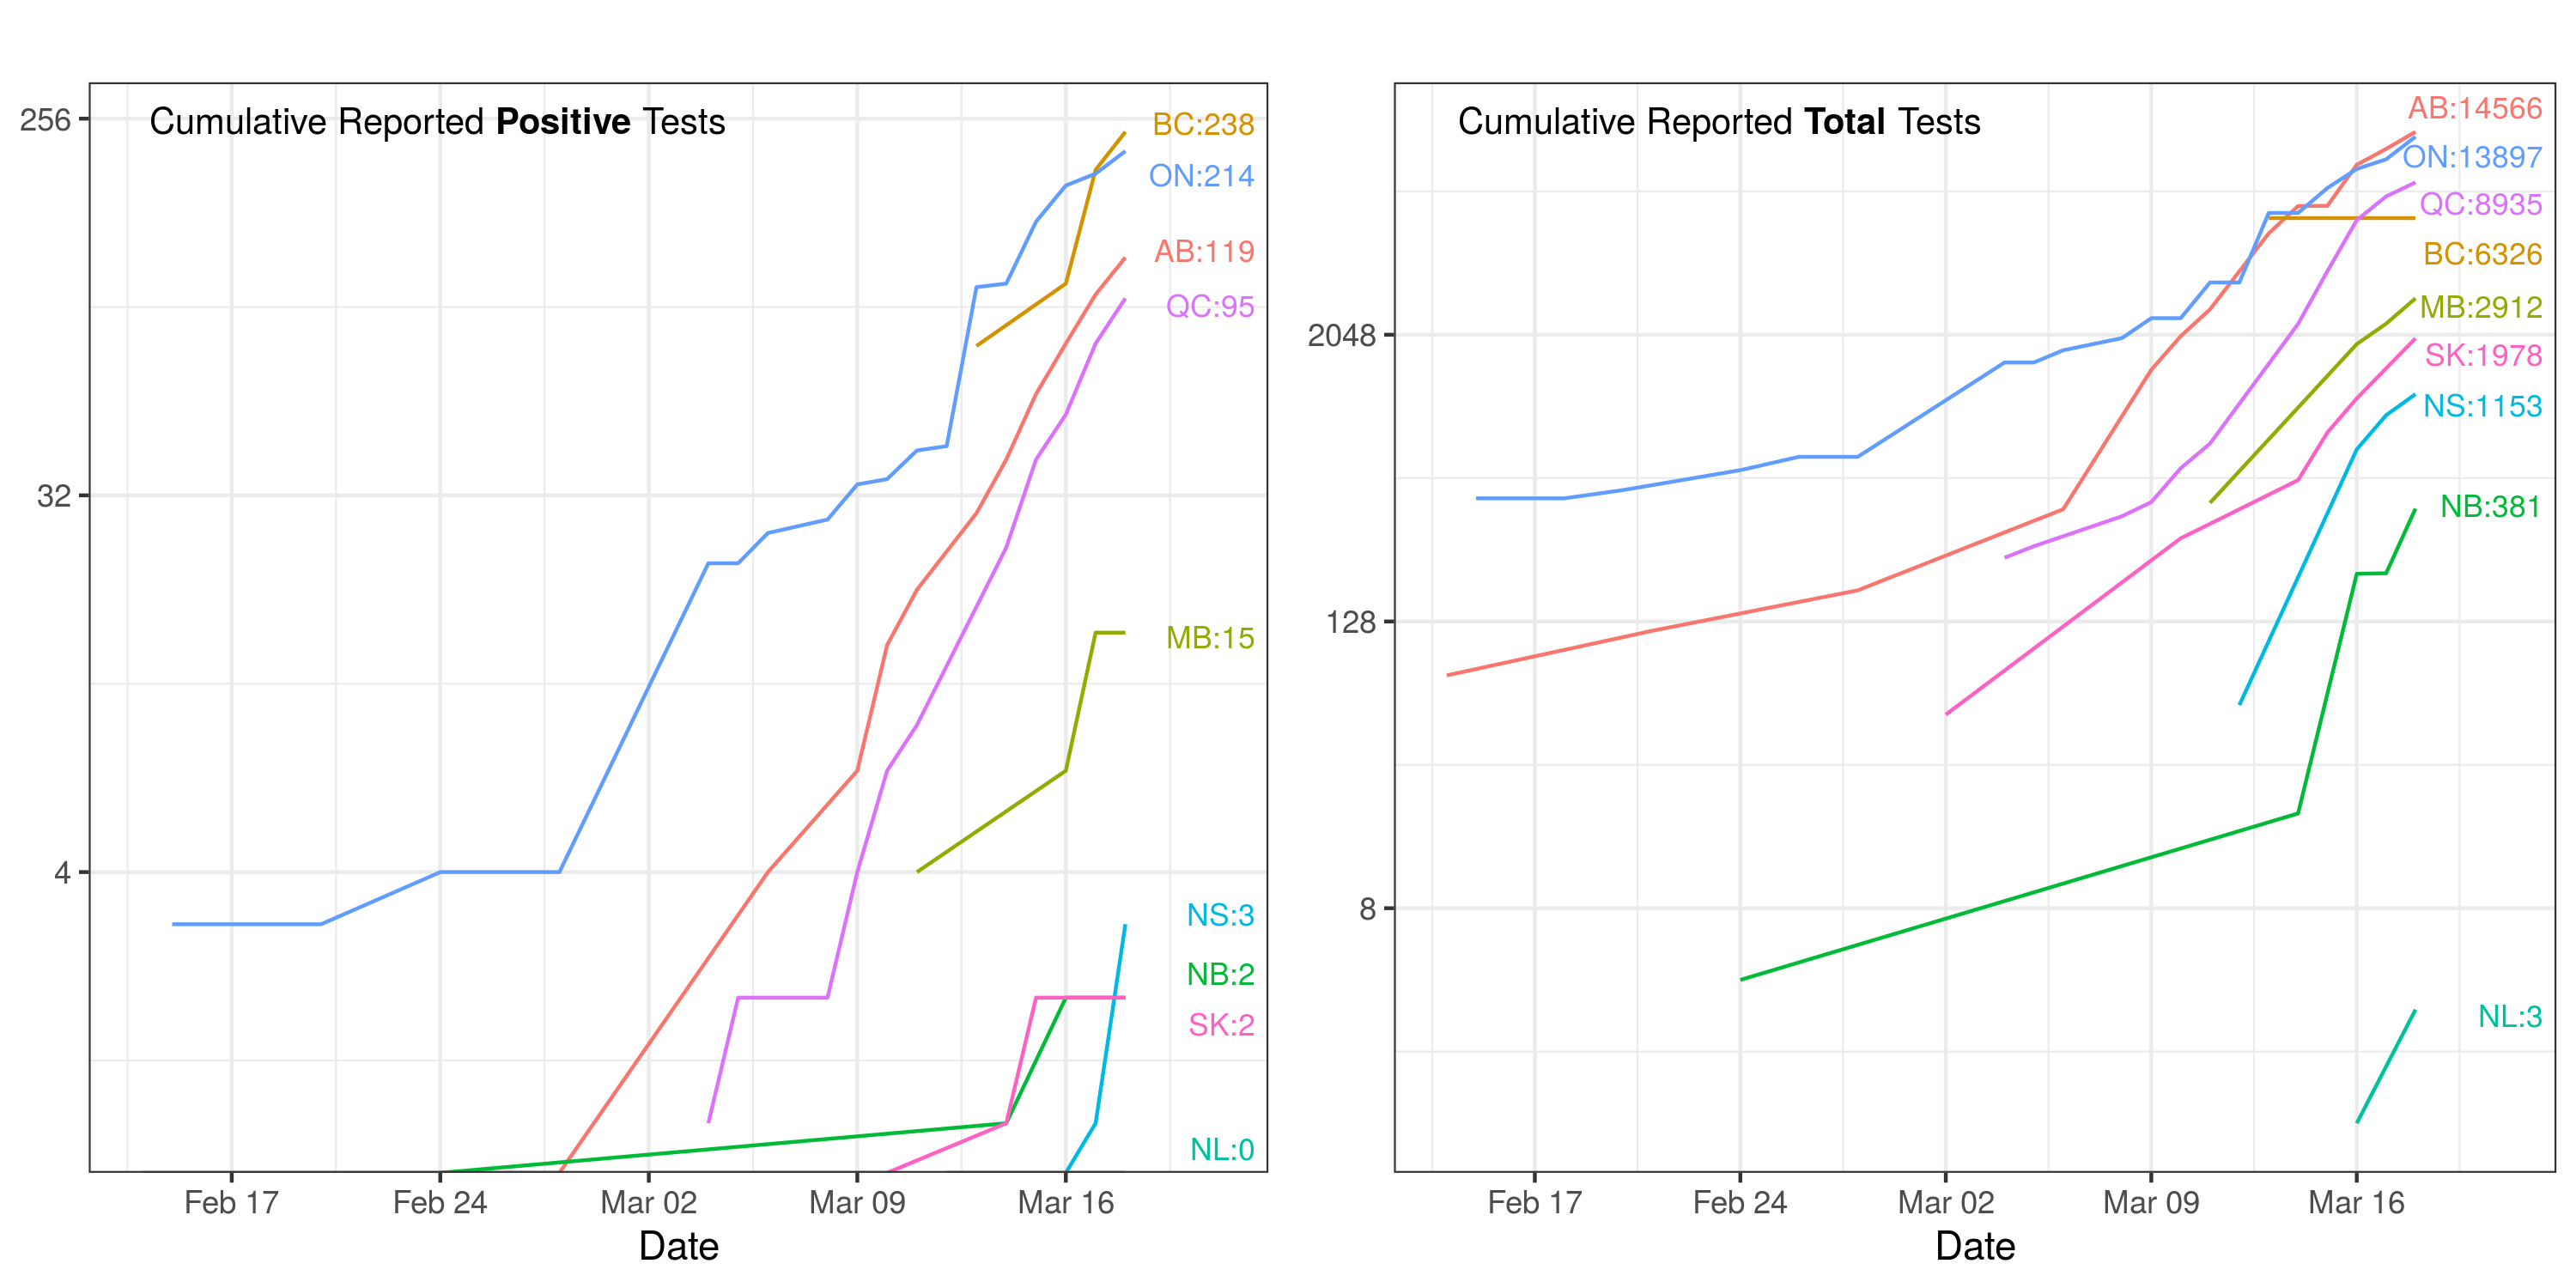 Cumulative Reported Positive Tests
256
32
4
BC:238
ON:214
AB:119
QC:95
MB:15
NS:3
NB:2
SK:2
NL:0
Feb 17 Feb 24 Mar 02 Mar 09 Mar 16
Date
Cumulative Reported Total Tests
2048
128
8
AB:14566
ON:13897
QC:8935
BC:6326
MB:2912
SK:1978
NS:1153
NB:381
NL:3
Feb 17 Feb 24 Mar 02 Mar 09 Mar 16
Date